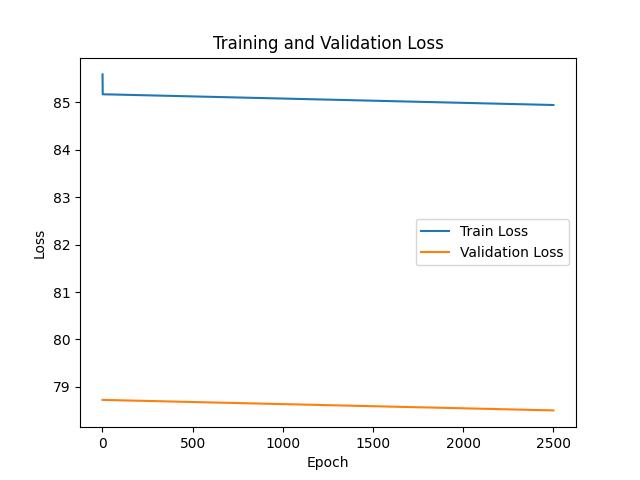 Training and Validation Loss
85
84
83
82
81
80
79
Loss
Train Loss
Validation Loss
0 500 1000 1500 2000 2500
Epoch